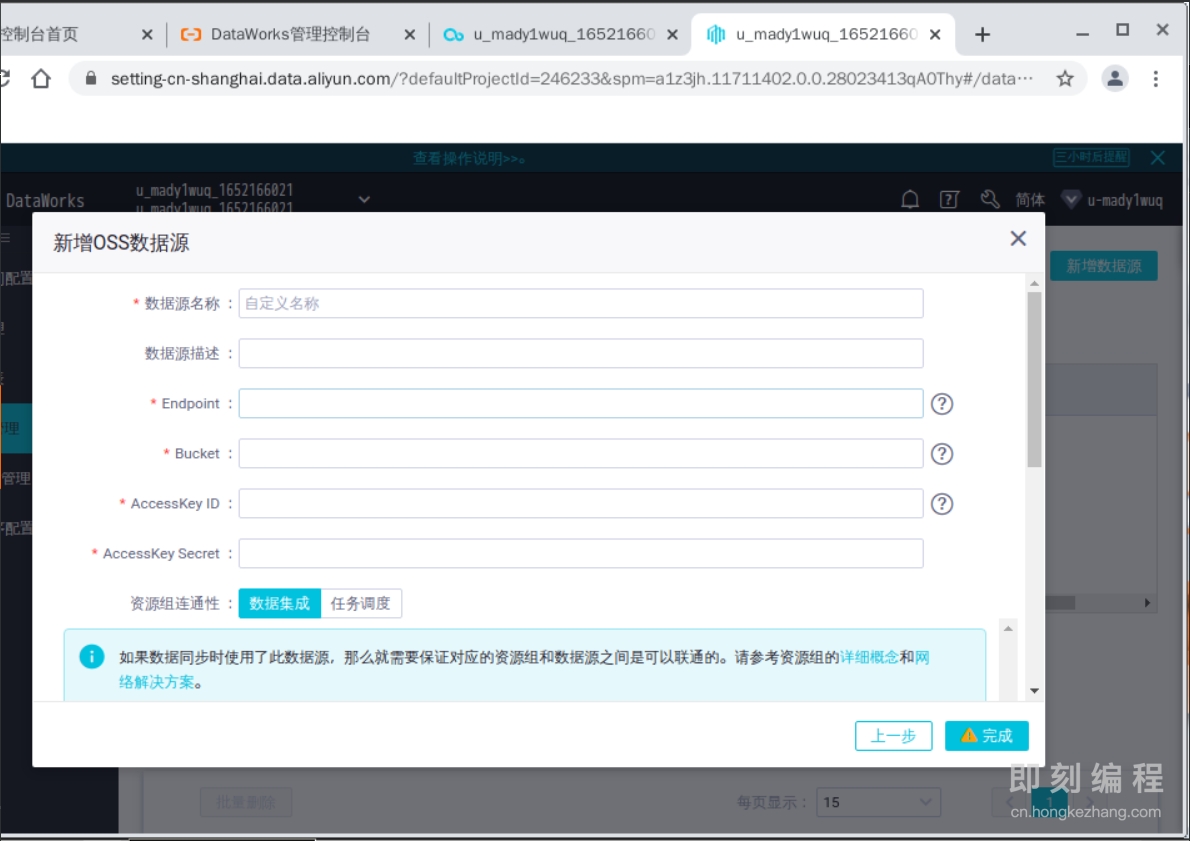 控制台首页
DataWorks管理控制台
u_mady1wuq_16521660
u_mady1wuq_16521660
setting-cn-shanghai.data.aliyun.com/?defaultProjectId=246233&spm=a1z3jh.11711402.0.0.28023413qA0Thy#/data…
查看操作说明>>。
三小时后提醒
DataWorks
u_mady1wuq_1652166021
u_mady1wuq_1652166021
简体
u-mady1wuq
新增OSS数据源
新增数据源
配置
理
管理
配置
* 数据源名称 :
自定义名称
数据源描述 :
* Endpoint :
* Bucket :
* AccessKey ID :
* AccessKey Secret :
资源组连通性 :
数据集成
任务调度
如果数据同步时使用了此数据源，那么就需要保证对应的资源组和数据源之间是可以联通的。请参考资源组的详细概念和网
络解决方案。
上一步
完成
批量删除
每页显示：
15
1
即刻编程
cn.hongkezhang.com